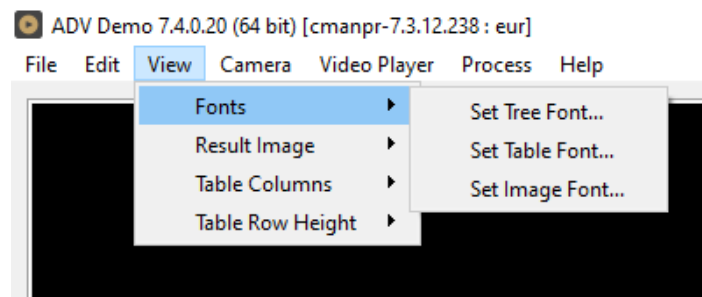 ADV Demo 7.4.0.20 (64 bit) [cmanpr-7.3.12.238 : eur]
File Edit View Camera Video Player Process Help
Fonts
Result Image
Table Columns
Table Row Height
Set Tree Font...
Set Table Font...
Set Image Font...